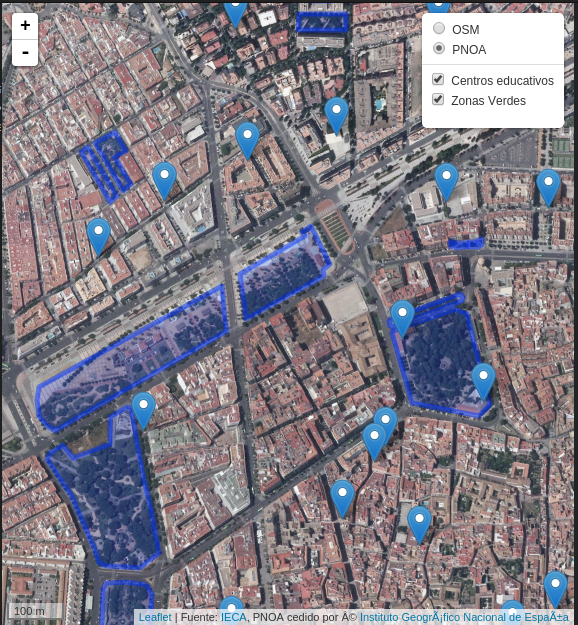 +
-
OSM
PNOA
Centros educativos
Zonas Verdes
100 m
Leaflet | Fuente: IECA, PNOA cedido por Â© Instituto GeogrÃ¡fico Nacional de EspaÃ±a